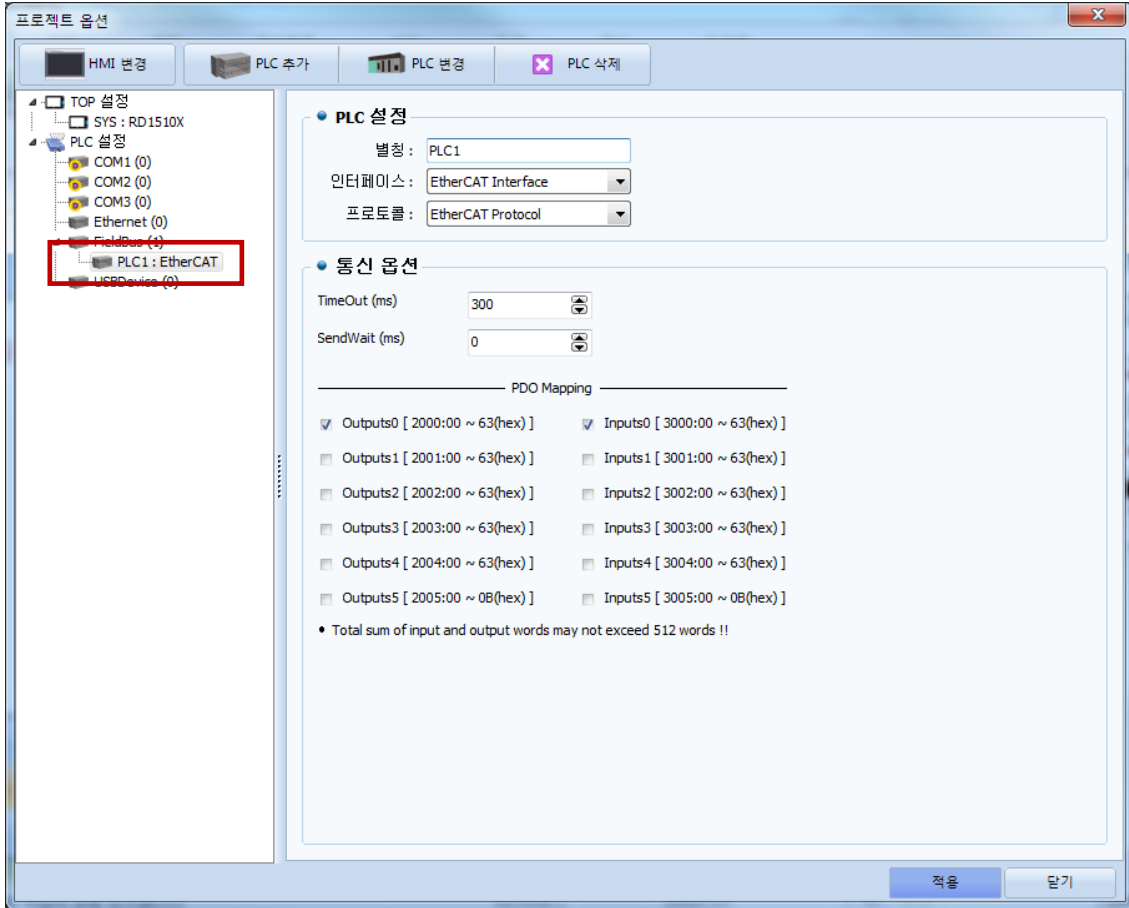 프로젝트 옵션
x
HMI 변경
PLC 추가
PLC 변경
PLC 삭제
TOP 설정
SYS : RD1510X
PLC 설정
COM1 (0)
COM2 (0)
COM3 (0)
Ethernet (0)
FieldBus (1)
PLC1 : EtherCAT
USBDevice (0)
PLC 설정
별칭 : PLC1
인터페이스 : EtherCAT Interface
프로토콜 : EtherCAT Protocol
통신 옵션
TimeOut (ms) 300
SendWait (ms) 0
PDO Mapping
Outputs0 [ 2000:00 ~ 63(hex) ] Inputs0 [ 3000:00 ~ 63(hex) ]
Outputs1 [ 2001:00 ~ 63(hex) ] Inputs1 [ 3001:00 ~ 63(hex) ]
Outputs2 [ 2002:00 ~ 63(hex) ] Inputs2 [ 3002:00 ~ 63(hex) ]
Outputs3 [ 2003:00 ~ 63(hex) ] Inputs3 [ 3003:00 ~ 63(hex) ]
Outputs4 [ 2004:00 ~ 63(hex) ] Inputs4 [ 3004:00 ~ 63(hex) ]
Outputs5 [ 2005:00 ~ 0B(hex) ] Inputs5 [ 3005:00 ~ 0B(hex) ]
• Total sum of input and output words may not exceed 512 words !!
적용
닫기